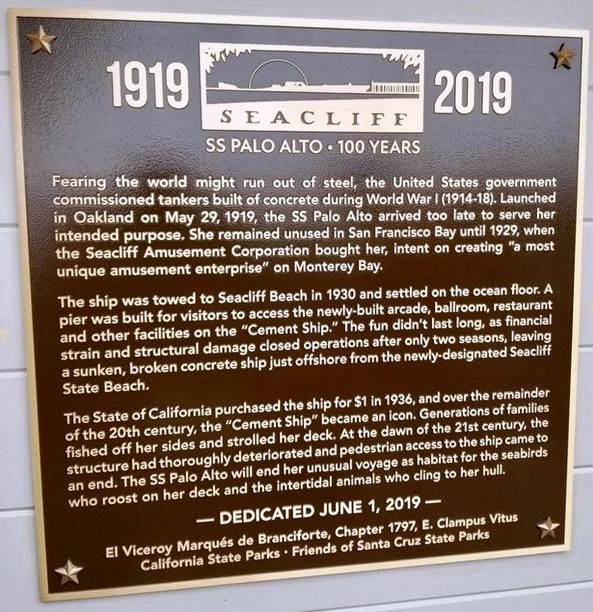 1919
SEACLIFF
2019
SS PALO ALTO • 100 YEARS
Fearing the world might run out of steel, the United States government
commissioned tankers built of concrete during World War I (1914-18). Launched
in Oakland on May 29, 1919, the SS Palo Alto arrived too late to serve her
intended purpose. She remained unused in San Francisco Bay until 1929, when
the Seacliff Amusement Corporation bought her, intent on creating "a most
unique amusement enterprise" on Monterey Bay.
The ship was towed to Seacliff Beach in 1930 and settled on the ocean floor. A
pier was built for visitors to access the newly-built arcade, ballroom, restaurant
and other facilities on the "Cement Ship." The fun didn't last long, as financial
strain and structural damage closed operations after only two seasons, leaving
a sunken, broken concrete ship just offshore from the newly-designated Seacliff
State Beach.
The State of California purchased the ship for $1 in 1936, and over the remainder
of the 20th century, the "Cement Ship" became an icon. Generations of families
fished off her sides and strolled her deck. At the dawn of the 21st century, the
structure had thoroughly deteriorated and pedestrian access to the ship came to
an end. The SS Palo Alto will end her unusual voyage as habitat for the seabirds
who roost on her deck and the intertidal animals who cling to her hull.
— DEDICATED JUNE 1, 2019 —
El Viceroy Marqués de Branciforte, Chapter 1797, E. Clampus Vitus
California State Parks • Friends of Santa Cruz State Parks